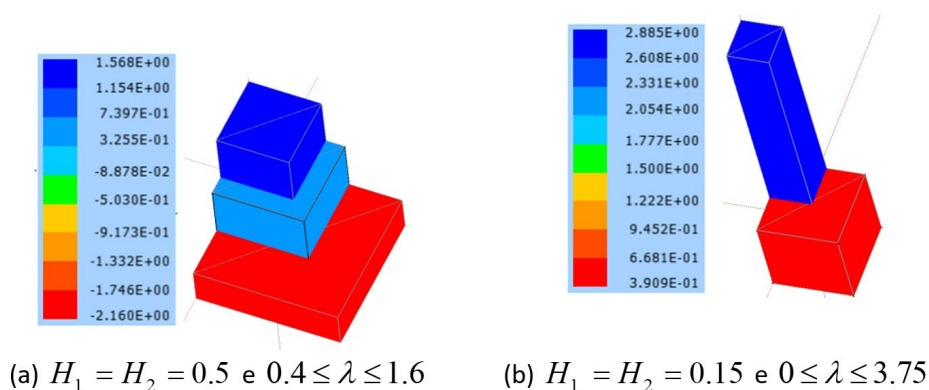 1.568E+00
1.154E+00
7.397E-01
3.255E-01
-8.878E-02
-5.030E-01
-9.173E-01
-1.332E+00
-1.746E+00
-2.160E+00
2.885E+00
2.608E+00
2.331E+00
2.054E+00
1.777E+00
1.500E+00
1.222E+00
9.452E-01
6.681E-01
3.909E-01
(a) H₁ = H₂ = 0.5 e 0.4 ≤ λ ≤ 1.6
(b) H₁ = H₂ = 0.15 e 0 ≤ λ ≤ 3.75